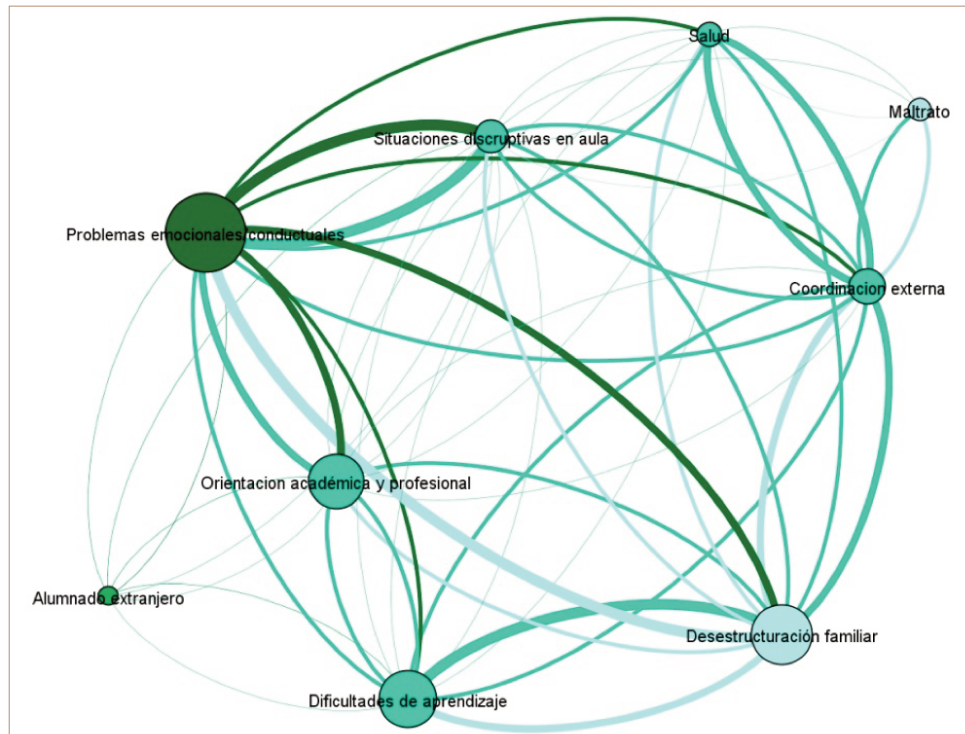 Salud
Maltrato
Situaciones discruptivas en aula
Problemas emocionales/conductuales
Coordinacion externa
Orientacion académica y profesional
Alumnado extranjero
Desestructuración familiar
Dificultades de aprendizaje